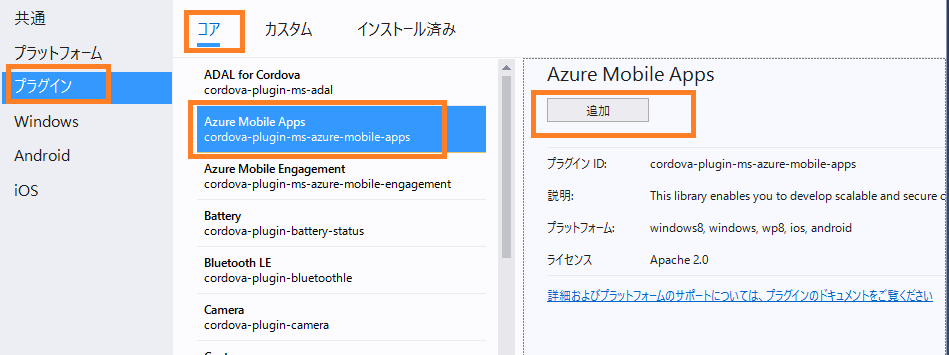 共通
プラットフォーム
プラグイン
Windows
Android
iOS
コア カスタム インストール済み
ADAL for Cordova
cordova-plugin-ms-adal
Azure Mobile Apps
cordova-plugin-ms-azure-mobile-apps
Azure Mobile Engagement
cordova-plugin-ms-azure-mobile-engagement
Battery
cordova-plugin-battery-status
Bluetooth LE
cordova-plugin-bluetoothle
Camera
cordova-plugin-camera
Azure Mobile Apps
追加
プラグイン ID: cordova-plugin-ms-azure-mobile-apps
説明: This library enables you to develop scalable and secure c
プラットフォーム: windows8, windows, wp8, ios, android
ライセンス Apache 2.0
詳細およびプラットフォームのサポートについては、プラグインのドキュメントをご覧ください